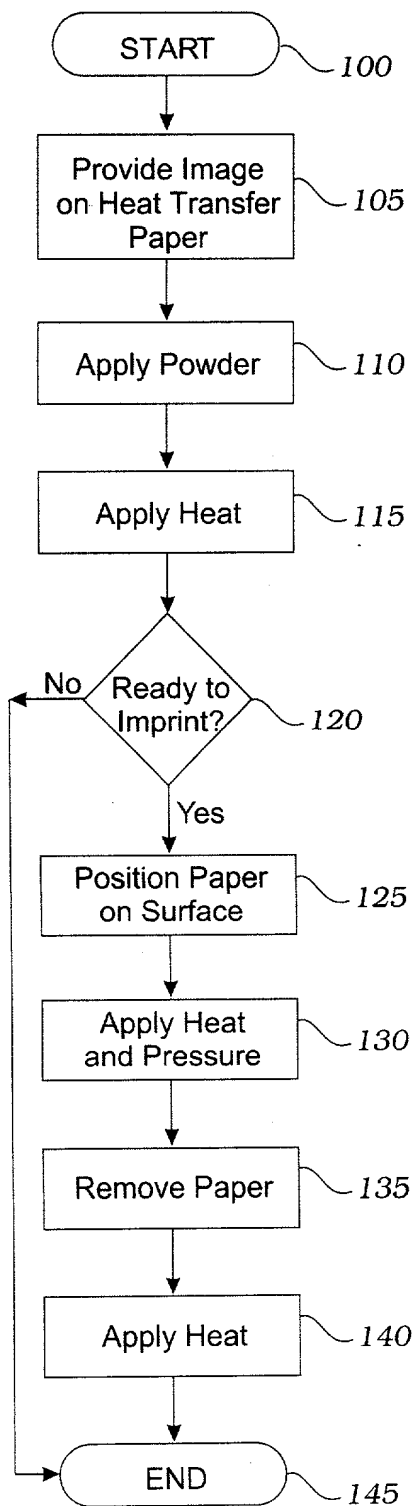 START
100
Provide Image
on Heat Transfer
Paper
105
Apply Powder
110
Apply Heat
115
Ready to
Imprint?
120
No
Yes
Position Paper
on Surface
125
Apply Heat
and Pressure
130
Remove Paper
135
Apply Heat
140
END
145